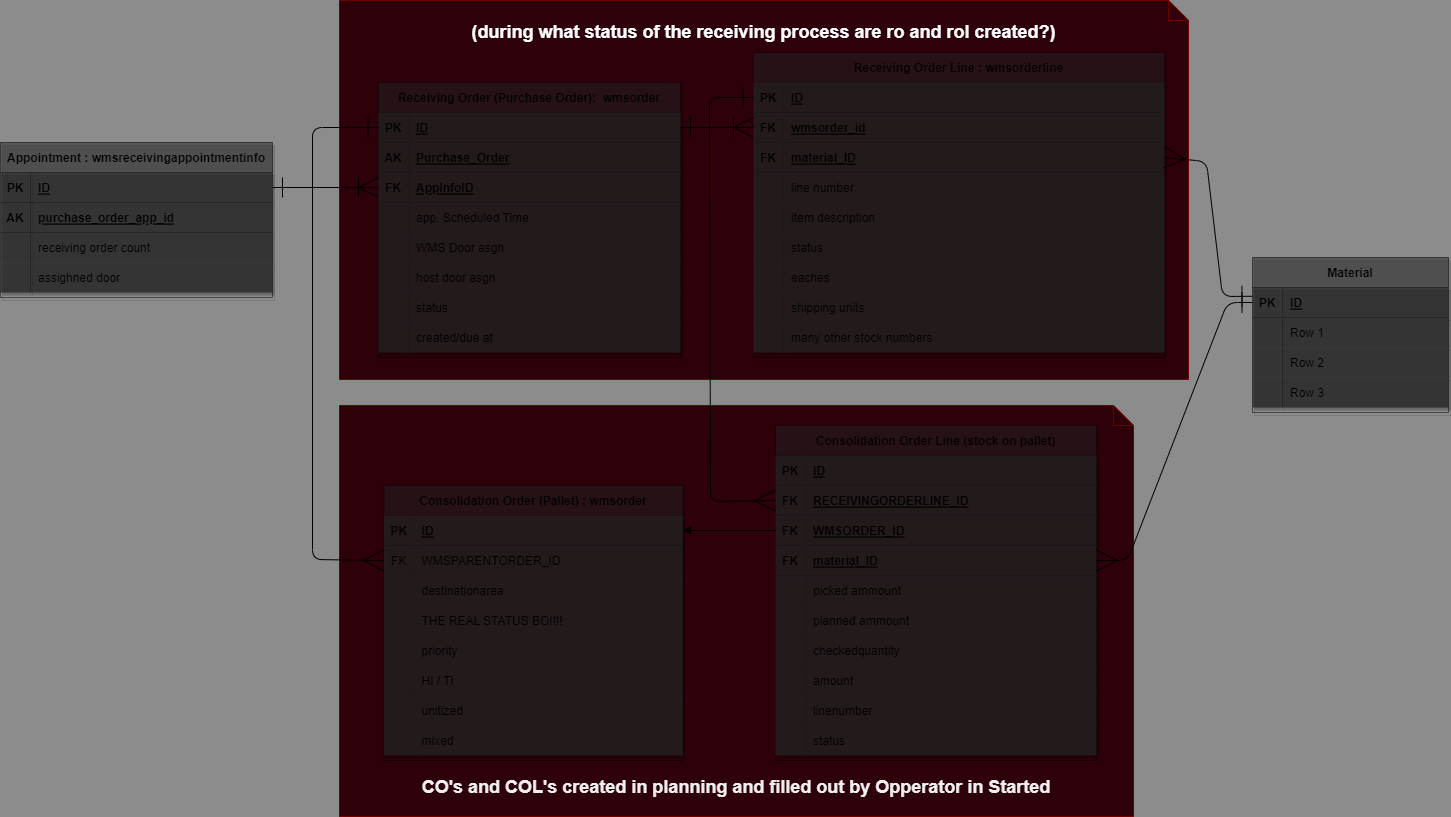 (during what status of the receiving process are ro and rol created?)
Appointment : wmsreceivingappointmentinfo
PK ID
AK purchase_order_app_id
receiving order count
assighned door
Receiving Order (Purchase Order): wmsorder
PK ID
AK Purchase_Order
FK AppInfoID
app. Scheduled Time
WMS Door asgn
host door asgn
status
created/due at
Receiving Order Line : wmsorderline
PK ID
FK wmsorder_id
FK material_ID
line number
item description
status
eaches
shipping units
many other stock numbers
Material
PK ID
Row 1
Row 2
Row 3
Consolidation Order (Pallet) : wmsorder
PK ID
FK WMSPARENTORDER_ID
destinationarea
THE REAL STATUS BOI!!!!
priority
HI / TI
unitized
mixed
Consolidation Order Line (stock on pallet)
PK ID
FK RECEIVINGORDERLINE_ID
FK WMSORDER_ID
FK material_ID
picked ammount
planned ammount
checkedquantity
amount
linenumber
status
CO's and COL's created in planning and filled out by Opperator in Started